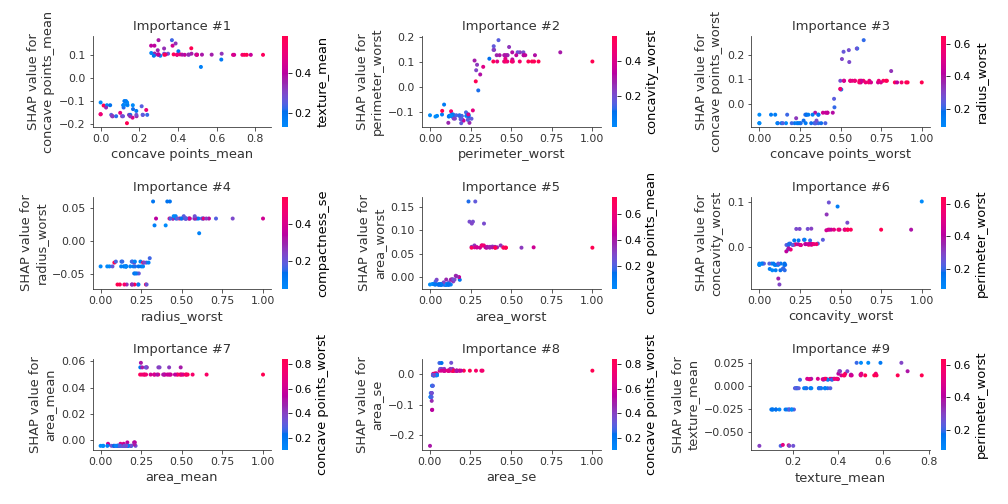 Importance #1
SHAP value for
concave points_mean
0.1
0.0
−0.1
−0.2
0.0 0.2 0.4 0.6 0.8
concave points_mean
0.4
0.2
texture_mean
Importance #2
SHAP value for
perimeter_worst
0.2
0.1
0.0
−0.1
0.00 0.25 0.50 0.75 1.00
perimeter_worst
0.4
0.2
concavity_worst
Importance #3
SHAP value for
concave points_worst
0.2
0.1
0.0
0.00 0.25 0.50 0.75 1.00
concave points_worst
0.6
0.4
0.2
radius_worst
Importance #4
SHAP value for
radius_worst
0.05
0.00
−0.05
0.00 0.25 0.50 0.75 1.00
radius_worst
0.4
0.2
compactness_se
Importance #5
SHAP value for
area_worst
0.15
0.10
0.05
0.00
0.00 0.25 0.50 0.75 1.00
area_worst
0.6
0.4
0.2
concave points_mean
Importance #6
SHAP value for
concavity_worst
0.1
0.0
0.00 0.25 0.50 0.75 1.00
concavity_worst
0.6
0.4
0.2
perimeter_worst
Importance #7
SHAP value for
area_mean
0.06
0.04
0.02
0.00
0.00 0.25 0.50 0.75 1.00
area_mean
0.8
0.6
0.4
0.2
concave points_worst
Importance #8
SHAP value for
area_se
0.0
−0.1
−0.2
0.00 0.25 0.50 0.75 1.00
area_se
0.8
0.6
0.4
0.2
concave points_worst
Importance #9
SHAP value for
texture_mean
0.025
0.000
−0.025
−0.050
0.2 0.4 0.6 0.8
texture_mean
0.6
0.4
0.2
perimeter_worst